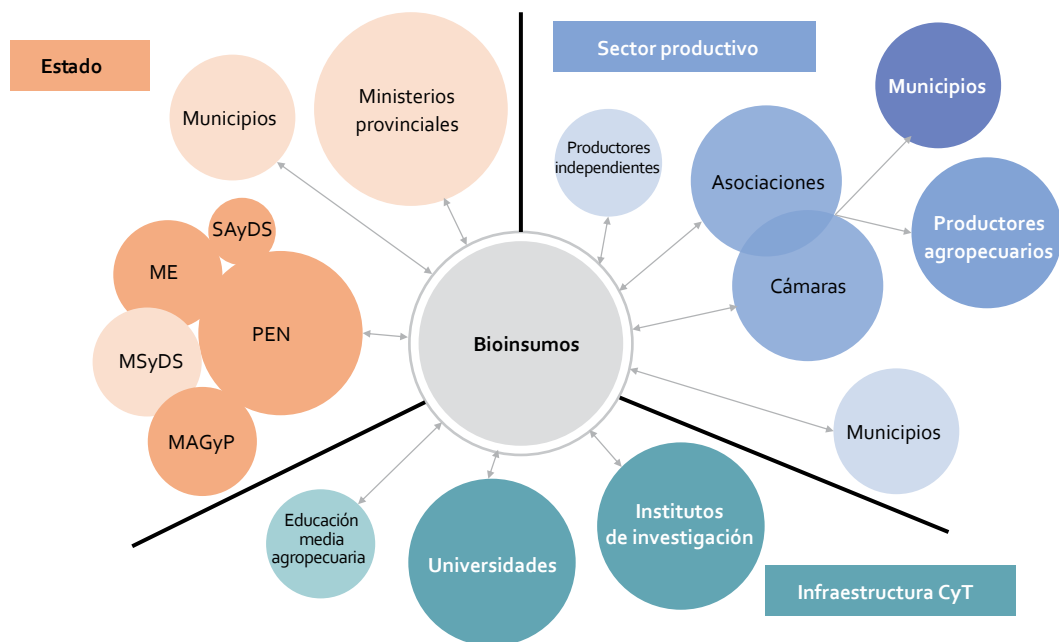 Estado
Municipios
Ministerios
provinciales
SAyDS
ME
PEN
MSyDS
MAGyP
Bioinsumos
Sector productivo
Municipios
Productores
independientes
Asociaciones
Productores
agropecuarios
Cámaras
Municipios
Educación
media
agropecuaria
Universidades
Institutos
de investigación
Infraestructura CyT